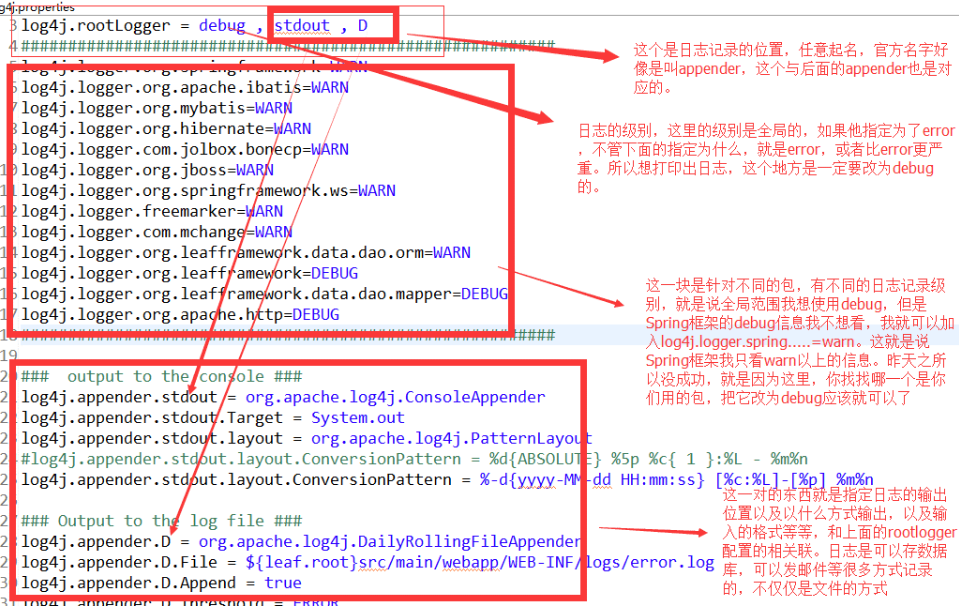 g4j.properties
3 log4j.rootLogger = debug , stdout , D
4 ########################################################
log4j.logger.org.springframework=WARN
log4j.logger.org.apache.ibatis=WARN
log4j.logger.org.mybatis=WARN
log4j.logger.org.hibernate=WARN
log4j.logger.com.jolbox.bonecp=WARN
log4j.logger.org.jboss=WARN
log4j.logger.org.springframework.ws=WARN
log4j.logger.freemarker=WARN
log4j.logger.com.mchange=WARN
log4j.logger.org.leafframework.data.dao.orm=WARN
log4j.logger.org.leafframework=DEBUG
log4j.logger.org.leafframework.data.dao.mapper=DEBUG
log4j.logger.org.apache.http=DEBUG
########################################################
19
### output to the console ###
log4j.appender.stdout = org.apache.log4j.ConsoleAppender
log4j.appender.stdout.Target = System.out
log4j.appender.stdout.layout = org.apache.log4j.PatternLayout
#log4j.appender.stdout.layout.ConversionPattern = %d{ABSOLUTE} %5p %c{ 1 }:%L - %m%n
log4j.appender.stdout.layout.ConversionPattern = %-d{yyyy-MM-dd HH:mm:ss} [%c:%L]-[%p] %m%n
### Output to the log file ###
log4j.appender.D = org.apache.log4j.DailyRollingFileAppender
log4j.appender.D.File = ${leaf.root}src/main/webapp/WEB-INF/logs/error.log
log4j.appender.D.Append = true
log4j.appender.D.Threshold = ERROR
这个是日志记录的位置，任意起名，官方名字好
像是叫appender，这个与后面的appender也是对
应的。
日志的级别，这里的级别是全局的，如果他指定为了error
，不管下面的指定为什么，就是error，或者比error更严
重。所以想打印出日志，这个地方是一定要改为debug
的。
这一块是针对不同的包，有不同的日志记录级
别，就是说全局范围我想使用debug，但是
Spring框架的debug信息我不想看，我就可以加
入log4j.logger.spring.....=warn。这就是说
Spring框架我只看warn以上的信息。昨天之所
以没成功，就是因为这里，你找找哪一个是你
们用的包，把它改为debug应该就可以了
这一对的东西就是指定日志的输出
位置以及以什么方式输出，以及输
入的格式等等，和上面的rootlogger
配置的相关联。日志是可以存数据
库，可以发邮件等很多方式记录
的，不仅仅是文件的方式